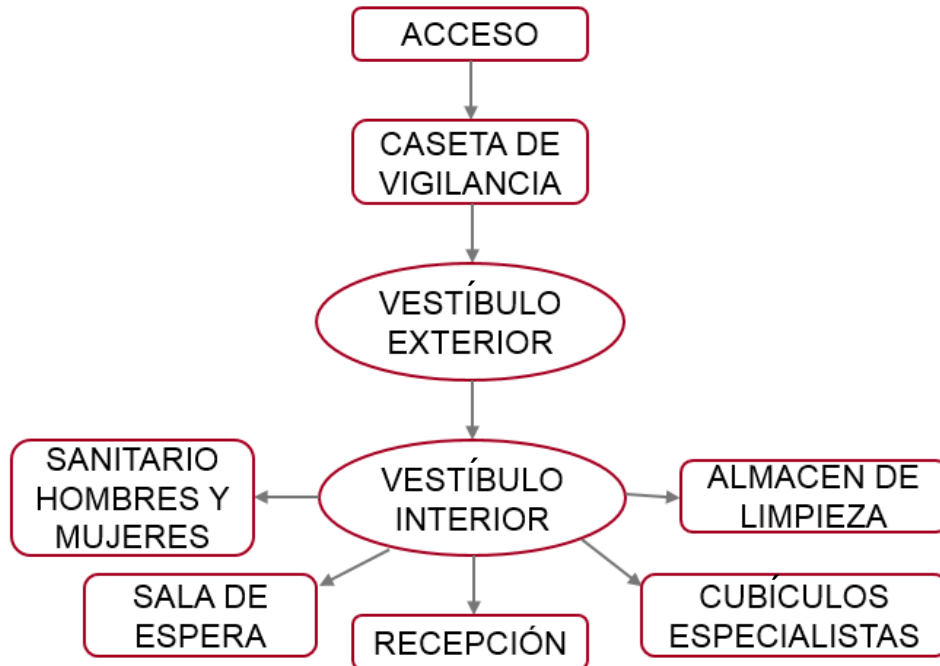 ACCESO
CASETA DE
VIGILANCIA
VESTÍBULO
EXTERIOR
SANITARIO
HOMBRES Y
MUJERES
VESTÍBULO
INTERIOR
ALMACEN DE
LIMPIEZA
SALA DE
ESPERA
RECEPCIÓN
CUBÍCULOS
ESPECIALISTAS